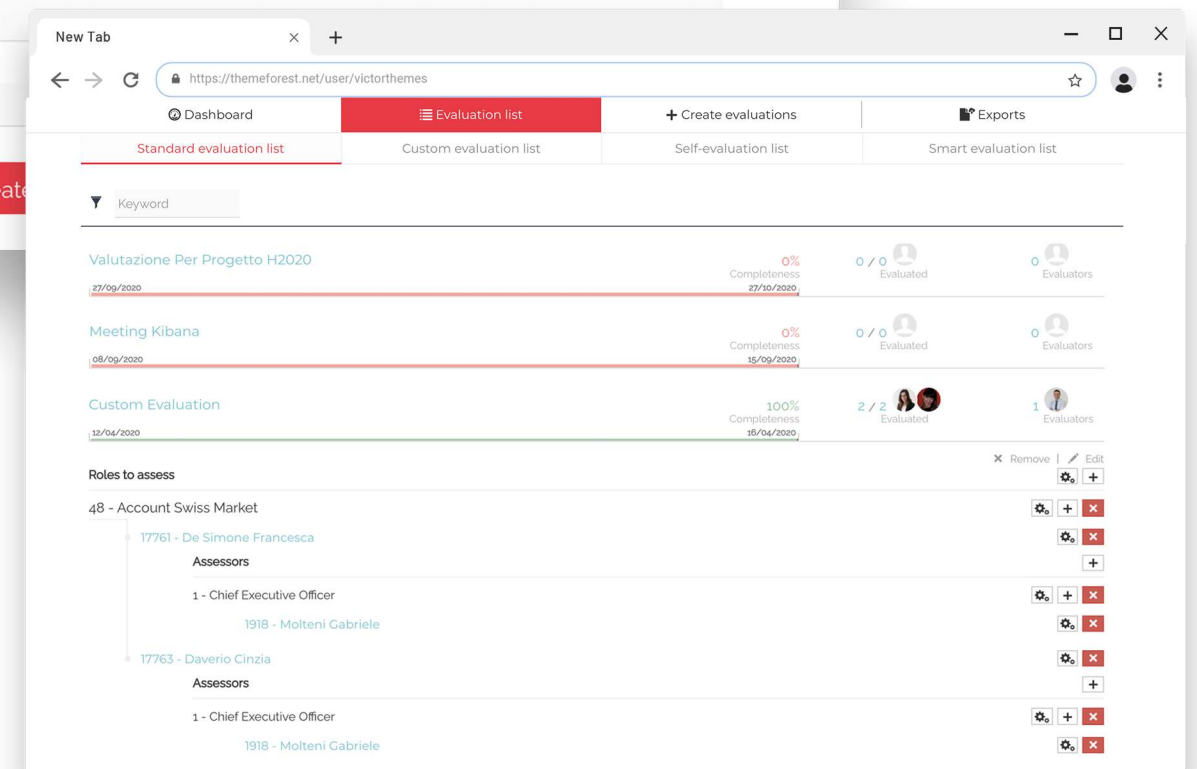 New Tab
https://themeforest.net/user/victorthemes
Dashboard Evaluation list Create evaluations Exports
Standard evaluation list Custom evaluation list Self-evaluation list Smart evaluation list
Keyword
Valutazione Per Progetto H2020 0% 0 / 0 0
Completeness Evaluated Evaluators
27/09/2020 27/10/2020
Meeting Kibana 0% 0 / 0 0
Completeness Evaluated Evaluators
08/09/2020 15/09/2020
Custom Evaluation 100% 2 / 2 1
Completeness Evaluated Evaluators
12/04/2020 16/04/2020
Remove | Edit
Roles to assess
48 - Account Swiss Market
17761 - De Simone Francesca
Assessors
1 - Chief Executive Officer
1918 - Molteni Gabriele
17763 - Daverio Cinzia
Assessors
1 - Chief Executive Officer
1918 - Molteni Gabriele